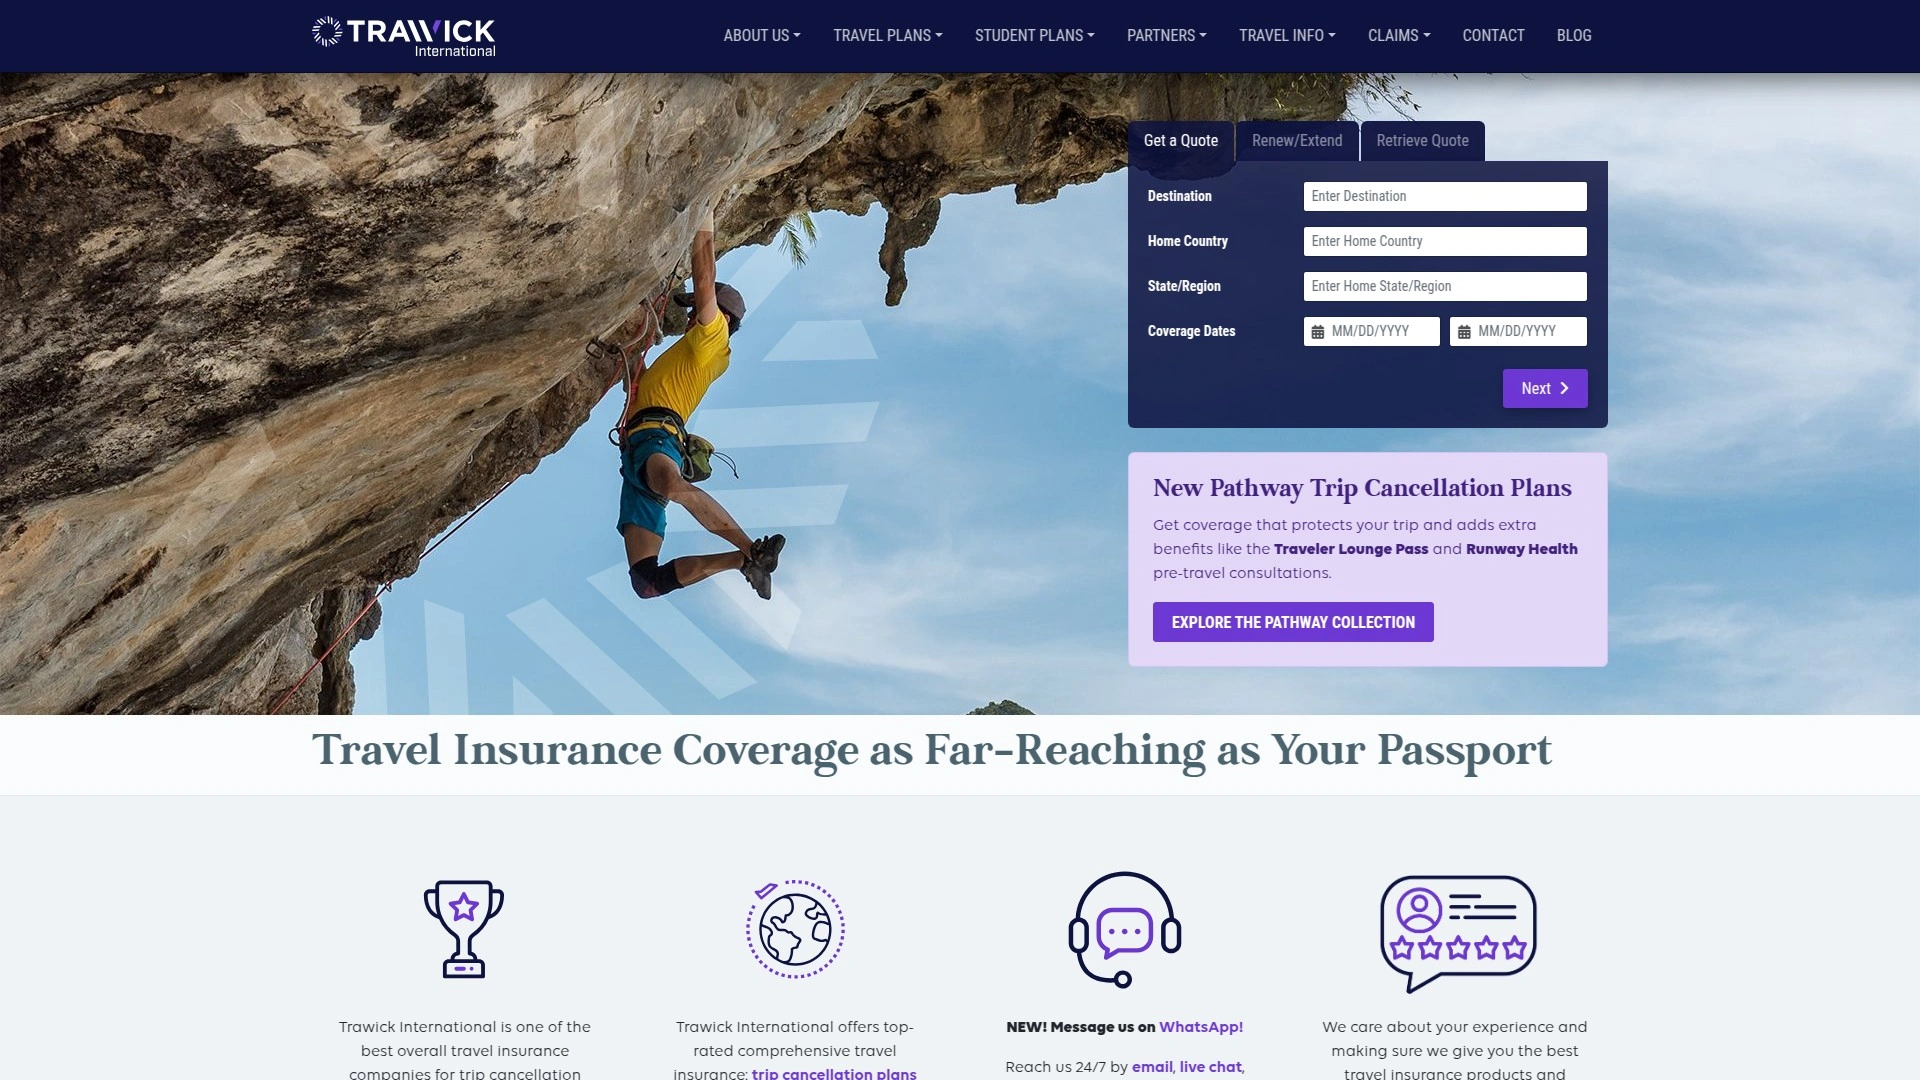 TRAWICK
International
ABOUT US
TRAVEL PLANS
STUDENT PLANS
PARTNERS
TRAVEL INFO
CLAIMS
CONTACT
BLOG
Get a Quote
Renew/Extend
Retrieve Quote
Destination
Enter Destination
Home Country
Enter Home Country
State/Region
Enter Home State/Region
Coverage Dates
MM/DD/YYYY
MM/DD/YYYY
Next
New Pathway Trip Cancellation Plans
Get coverage that protects your trip and adds extra
benefits like the Traveler Lounge Pass and Runway Health
pre-travel consultations.
EXPLORE THE PATHWAY COLLECTION
Travel Insurance Coverage as Far-Reaching as Your Passport
Trawick International is one of the
best overall travel insurance
companies for trip cancellation
Trawick International offers top-
rated comprehensive travel
insurance: trip cancellation plans
NEW! Message us on WhatsApp!
Reach us 24/7 by email, live chat,
We care about your experience and
making sure we give you the best
travel insurance products and